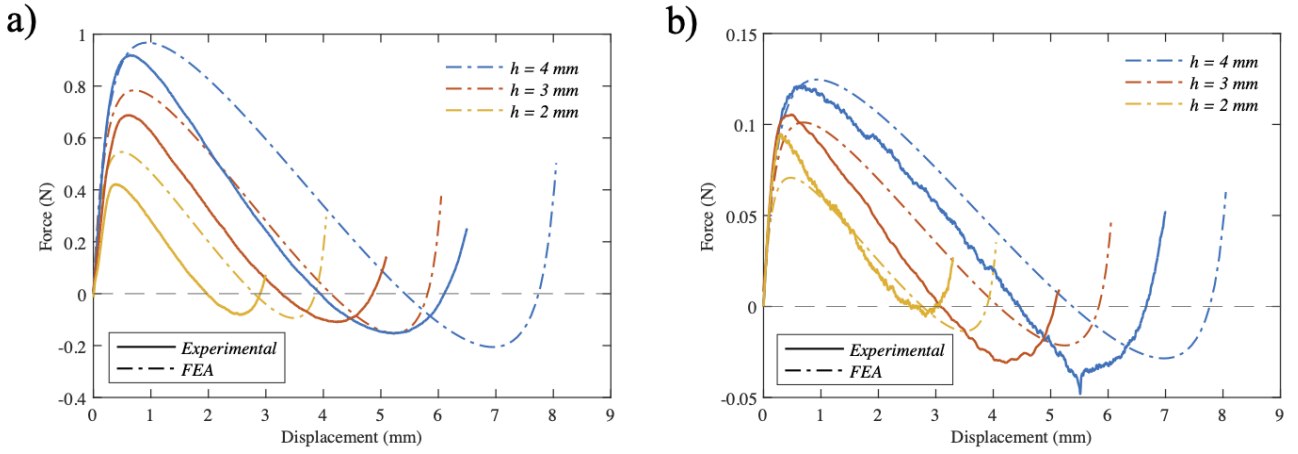 a)
1
0.8
0.6
0.4
0.2
0
-0.2
-0.4
Force (N)
0 1 2 3 4 5 6 7 8 9
Displacement (mm)
h = 4 mm
h = 3 mm
h = 2 mm
Experimental
FEA
b)
0.15
0.1
0.05
0
-0.05
Force (N)
0 1 2 3 4 5 6 7 8 9
Displacement (mm)
h = 4 mm
h = 3 mm
h = 2 mm
Experimental
FEA